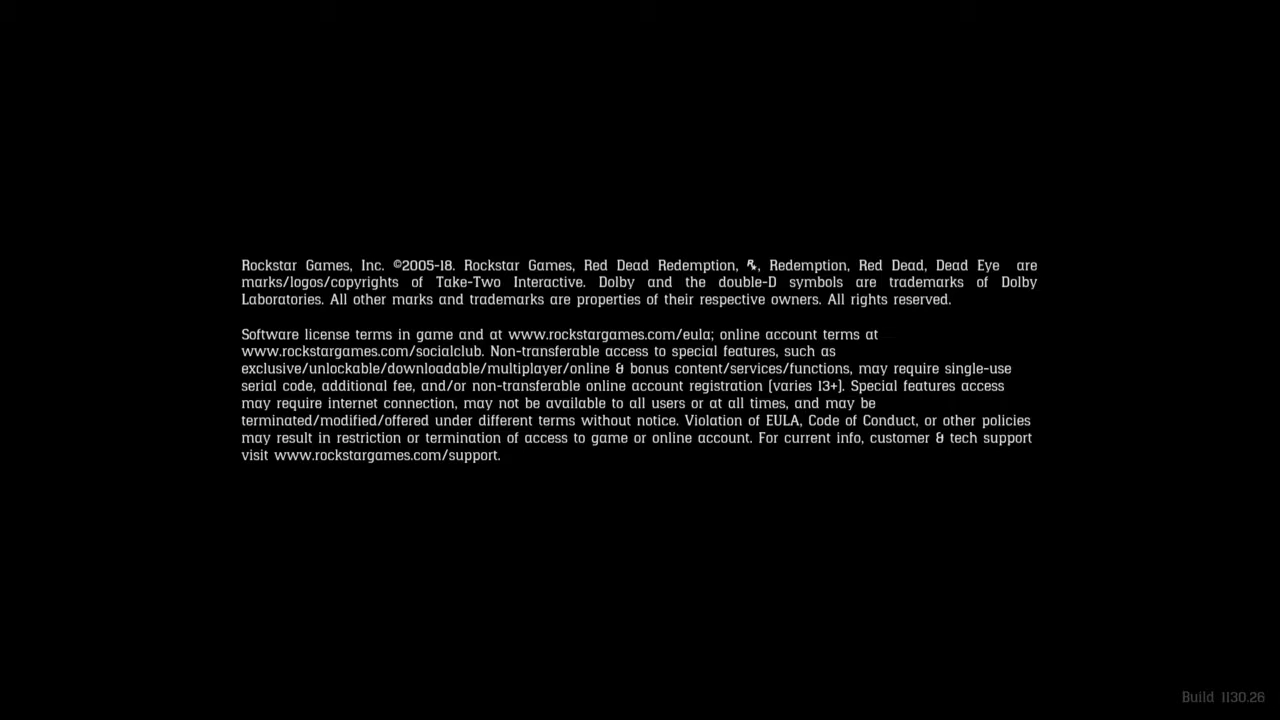 Rockstar Games, Inc. ©2005-18. Rockstar Games, Red Dead Redemption, R*, Redemption, Red Dead, Dead Eye are
marks/logos/copyrights of Take-Two Interactive. Dolby and the double-D symbols are trademarks of Dolby
Laboratories. All other marks and trademarks are properties of their respective owners. All rights reserved.
Software license terms in game and at www.rockstargames.com/eula; online account terms at
www.rockstargames.com/socialclub. Non-transferable access to special features, such as
exclusive/unlockable/downloadable/multiplayer/online & bonus content/services/functions, may require single-use
serial code, additional fee, and/or non-transferable online account registration (varies 13+). Special features access
may require internet connection, may not be available to all users or at all times, and may be
terminated/modified/offered under different terms without notice. Violation of EULA, Code of Conduct, or other policies
may result in restriction or termination of access to game or online account. For current info, customer & tech support
visit www.rockstargames.com/support.
Build 1130.26